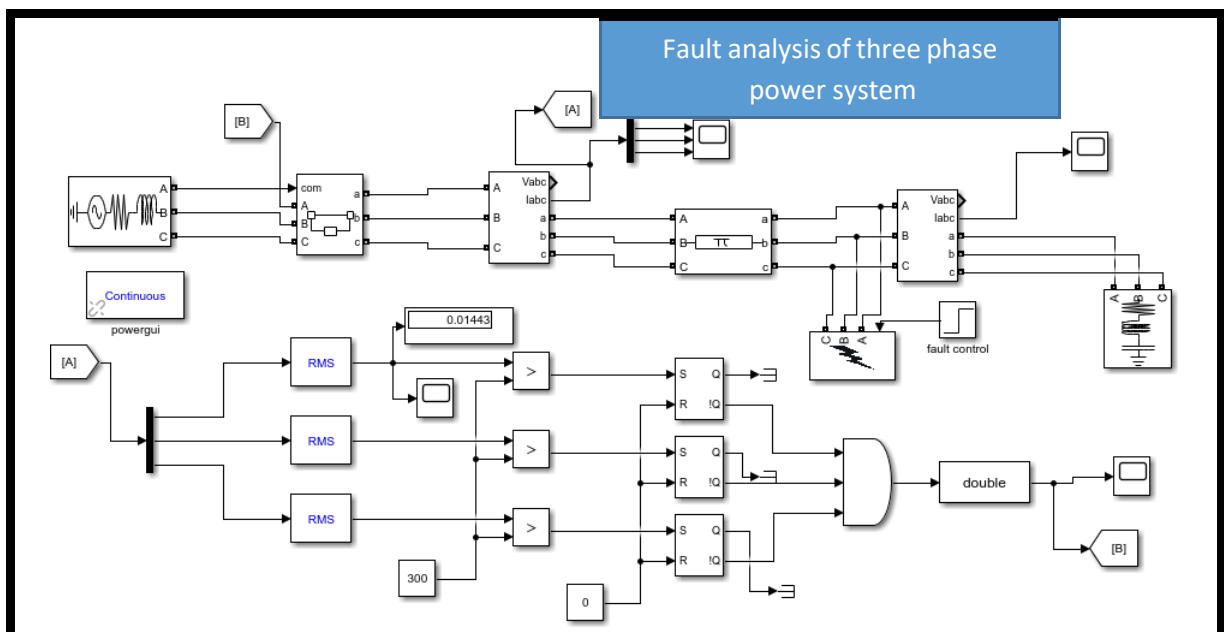 Fault analysis of three phase
power system
[B]
[A]
A
B
C
com
A
B
C
a
b
c
A
B
C
Vabc
Iabc
a
b
c
A
B
C
π
a
b
c
A
B
C
Vabc
Iabc
a
b
c
A
B
C
Continuous
powergui
C
B
A
fault control
[A]
0.01443
RMS
>
S
Q
R
!Q
RMS
>
S
Q
R
!Q
double
RMS
>
S
Q
R
!Q
[B]
300
0